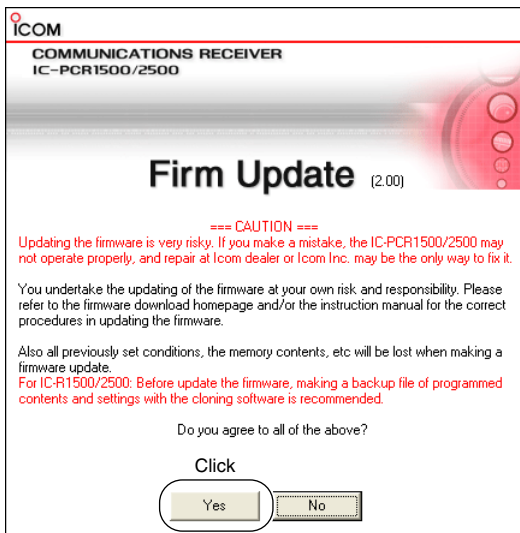 ICOM
COMMUNICATIONS RECEIVER
IC-PCR1500/2500
Firm Update (2.00)
=== CAUTION ===
Updating the firmware is very risky. If you make a mistake, the IC-PCR1500/2500 may
not operate properly, and repair at Icom dealer or Icom Inc. may be the only way to fix it.
You undertake the updating of the firmware at your own risk and responsibility. Please
refer to the firmware download homepage and/or the instruction manual for the correct
procedures in updating the firmware.
Also all previously set conditions, the memory contents, etc will be lost when making a
firmware update.
For IC-R1500/2500: Before update the firmware, making a backup file of programmed
contents and settings with the cloning software is recommended.
Do you agree to all of the above?
Click
Yes No